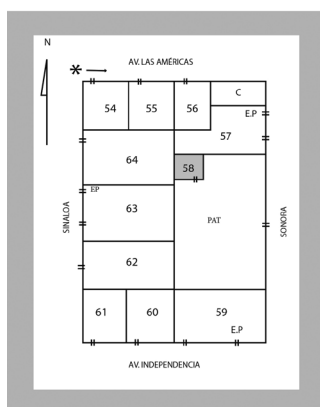 N
AV. LAS AMÉRICAS
*
C
54
55
56
E.P
57
64
58
EP
63
PAT
SINALOA
SONORA
62
61
60
59
E.P
AV. INDEPENDENCIA